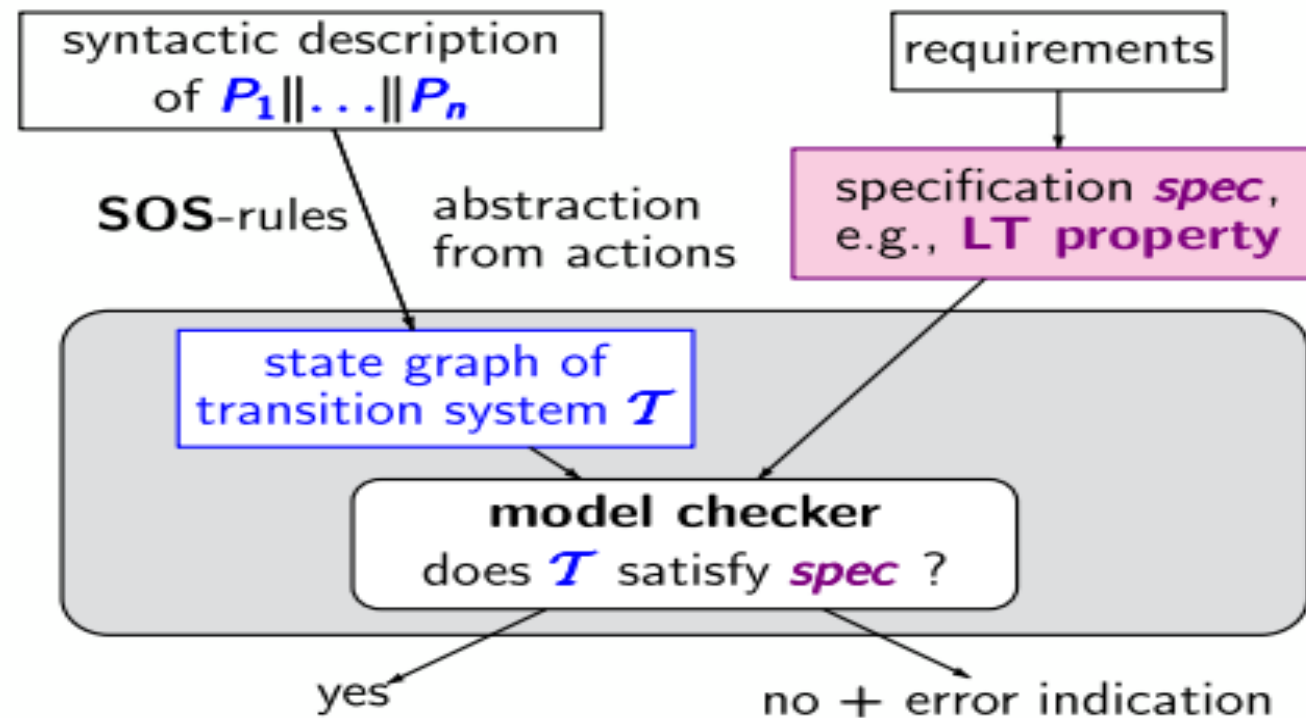 syntactic description
of P₁‖...‖Pₙ
requirements
SOS-rules
abstraction
from actions
specification spec,
e.g., LT property
state graph of
transition system 𝒯
model checker
does 𝒯 satisfy spec ?
yes
no + error indication